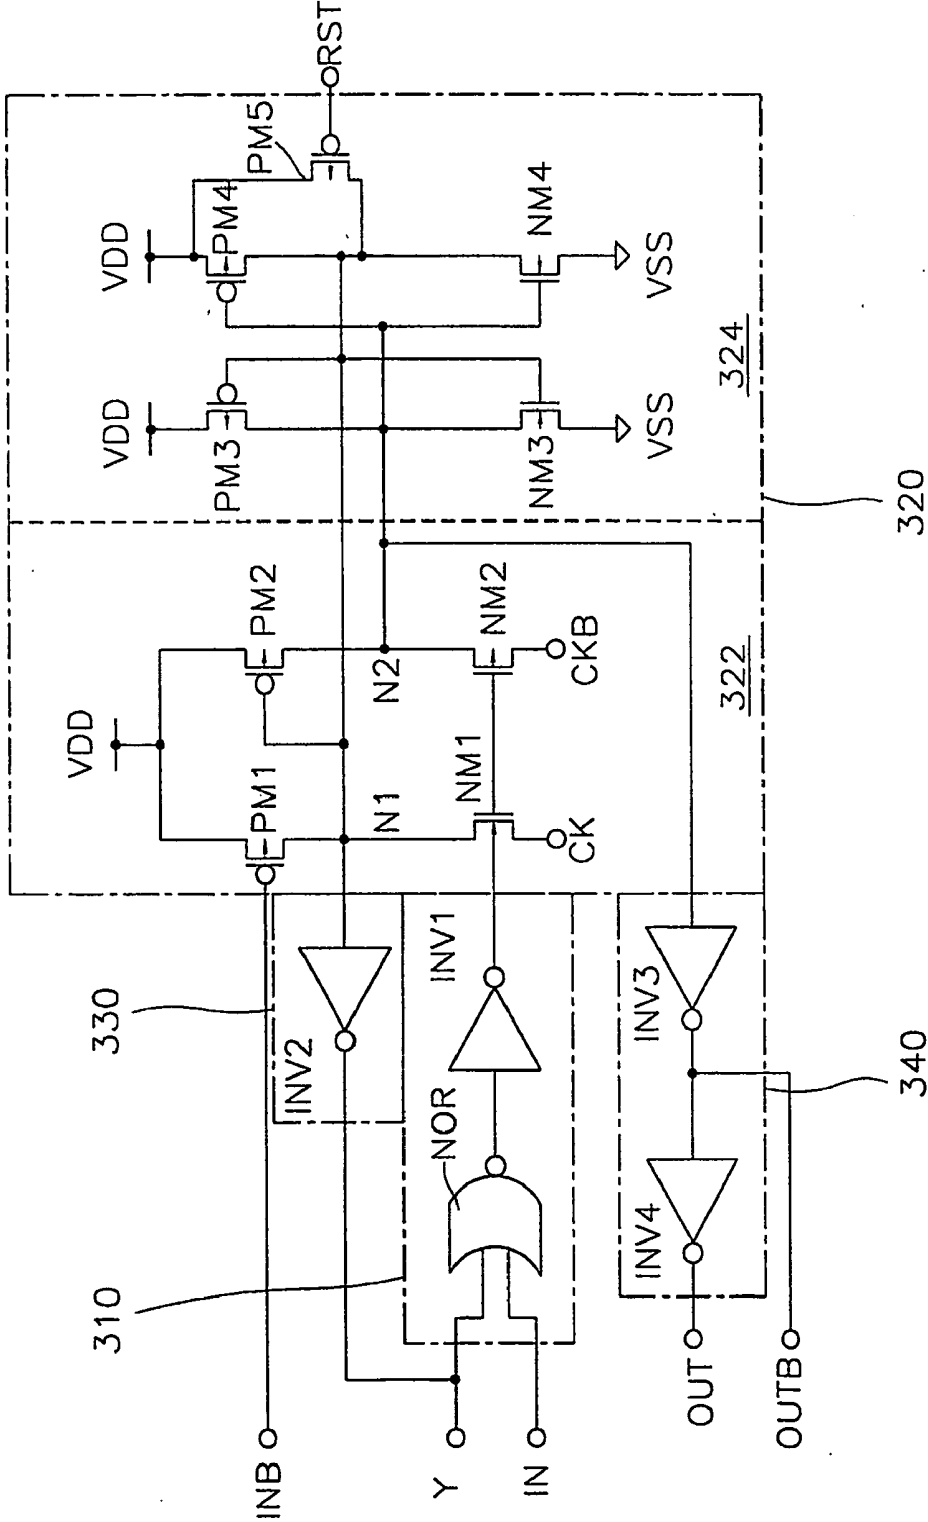 RST
PM5
VDD
PM4
NM4
VSS
324
VDD
PM3
NM3
VSS
320
PM2
N2
NM2
CKB
322
VDD
PM1
N1
NM1
CK
330
INV2
INV1
INV3
340
NOR
310
INV4
INB
Y
IN
OUT
OUTB